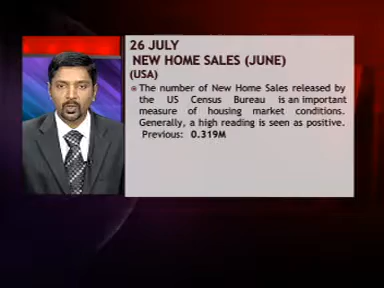 26 JULY
NEW HOME SALES (JUNE)
(USA)
The number of New Home Sales released by
the US Census Bureau is an important
measure of housing market conditions.
Generally, a high reading is seen as positive.
Previous: 0.319M